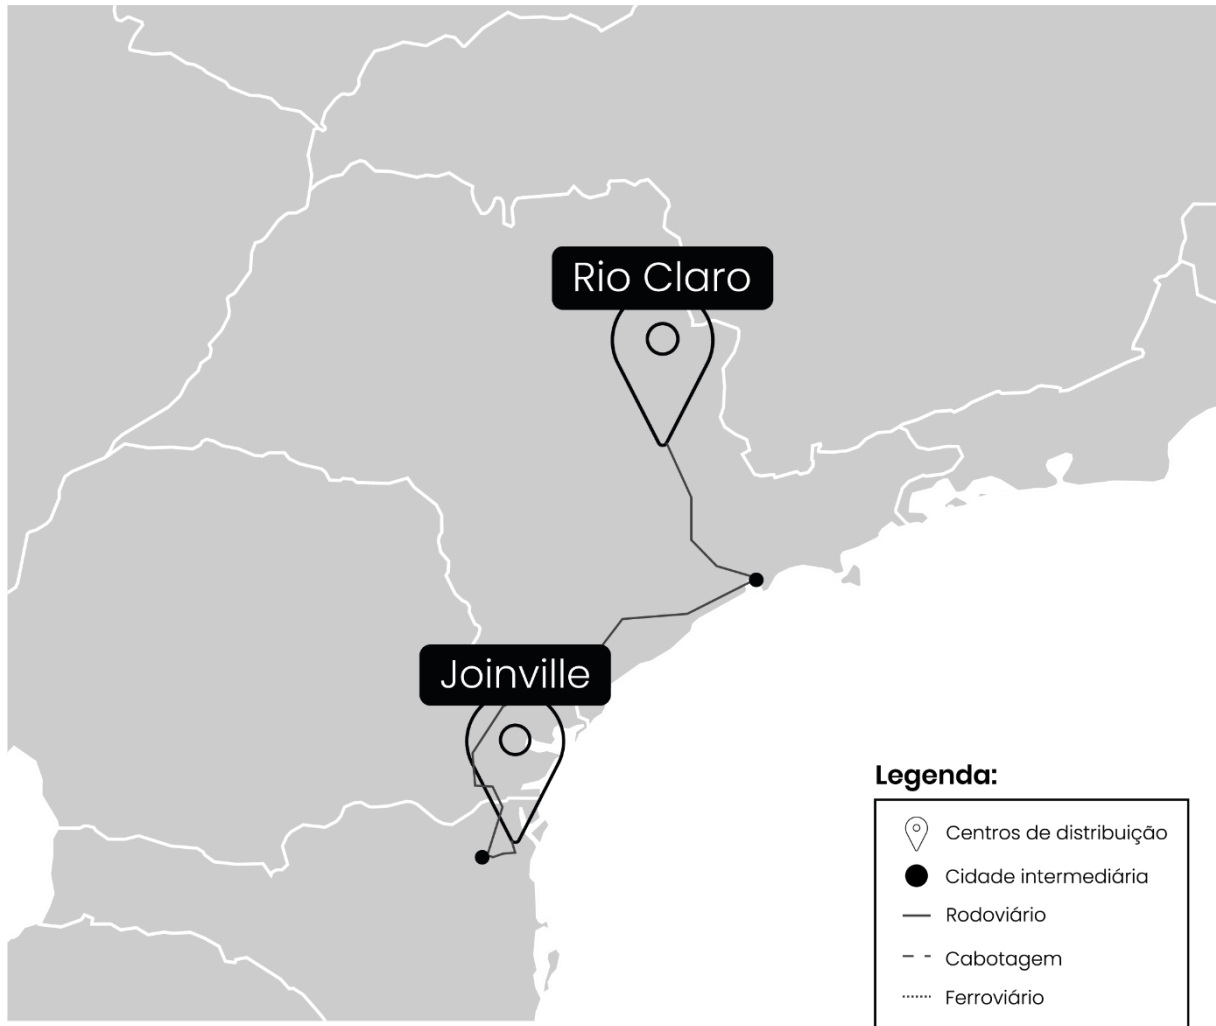 Rio Claro
Joinville
Legenda:
Centros de distribuição
Cidade intermediária
Rodoviário
Cabotagem
Ferroviário